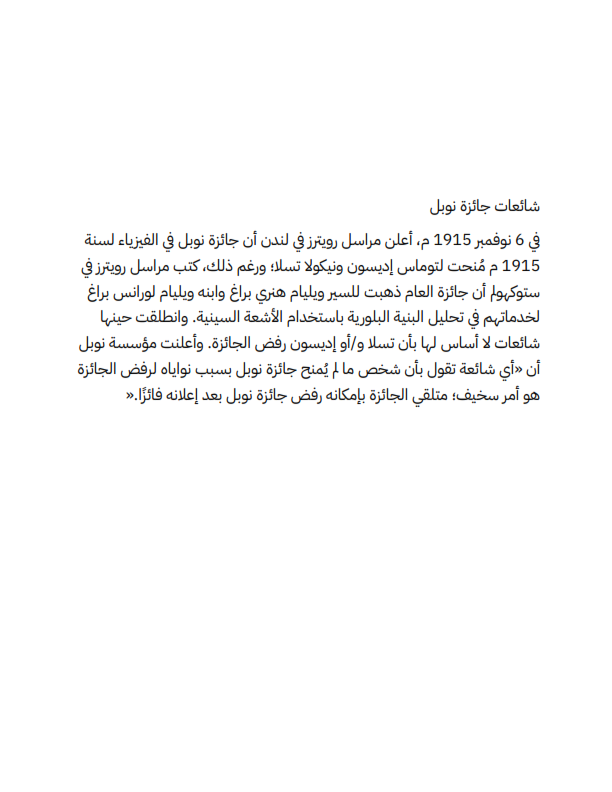 شائعات جائزة نوبل
في 6 نوفمبر 1915 م، أعلن مراسل رويترز في لندن أن جائزة نوبل في الفيزياء لسنة
1915 م مُنحت لتوماس إديسون ونيكولا تسلا؛ ورغم ذلك، كتب مراسل رويترز في
ستوكهولم أن جائزة العام ذهبت للسير ويليام هنري براغ وابنه ويليام لورانس براغ
لخدماتهم في تحليل البنية البلورية باستخدام الأشعة السينية. وانطلقت حينها
شائعات لا أساس لها بأن تسلا و/أو إديسون رفض الجائزة. وأعلنت مؤسسة نوبل
أن «أي شائعة تقول بأن شخص ما لم يُمنح جائزة نوبل بسبب نواياه لرفض الجائزة
هو أمر سخيف؛ متلقي الجائزة بإمكانه رفض جائزة نوبل بعد إعلانه فائزًا.»